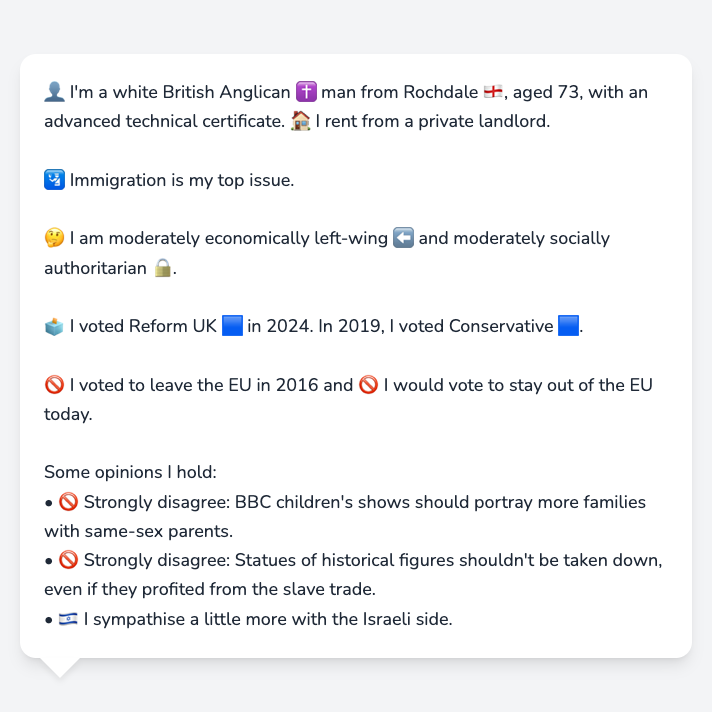 👤 I'm a white British Anglican ✝️ man from Rochdale 🏴󠁧󠁢󠁥󠁮󠁧󠁿, aged 73, with an
advanced technical certificate. 🏠 I rent from a private landlord.
🛂 Immigration is my top issue.
🤔 I am moderately economically left-wing ⬅️ and moderately socially
authoritarian 🔒.
🗳️ I voted Reform UK 🟦 in 2024. In 2019, I voted Conservative 🟦.
🚫 I voted to leave the EU in 2016 and 🚫 I would vote to stay out of the EU
today.
Some opinions I hold:
• 🚫 Strongly disagree: BBC children's shows should portray more families
with same-sex parents.
• 🚫 Strongly disagree: Statues of historical figures shouldn't be taken down,
even if they profited from the slave trade.
• 🇮🇱 I sympathise a little more with the Israeli side.